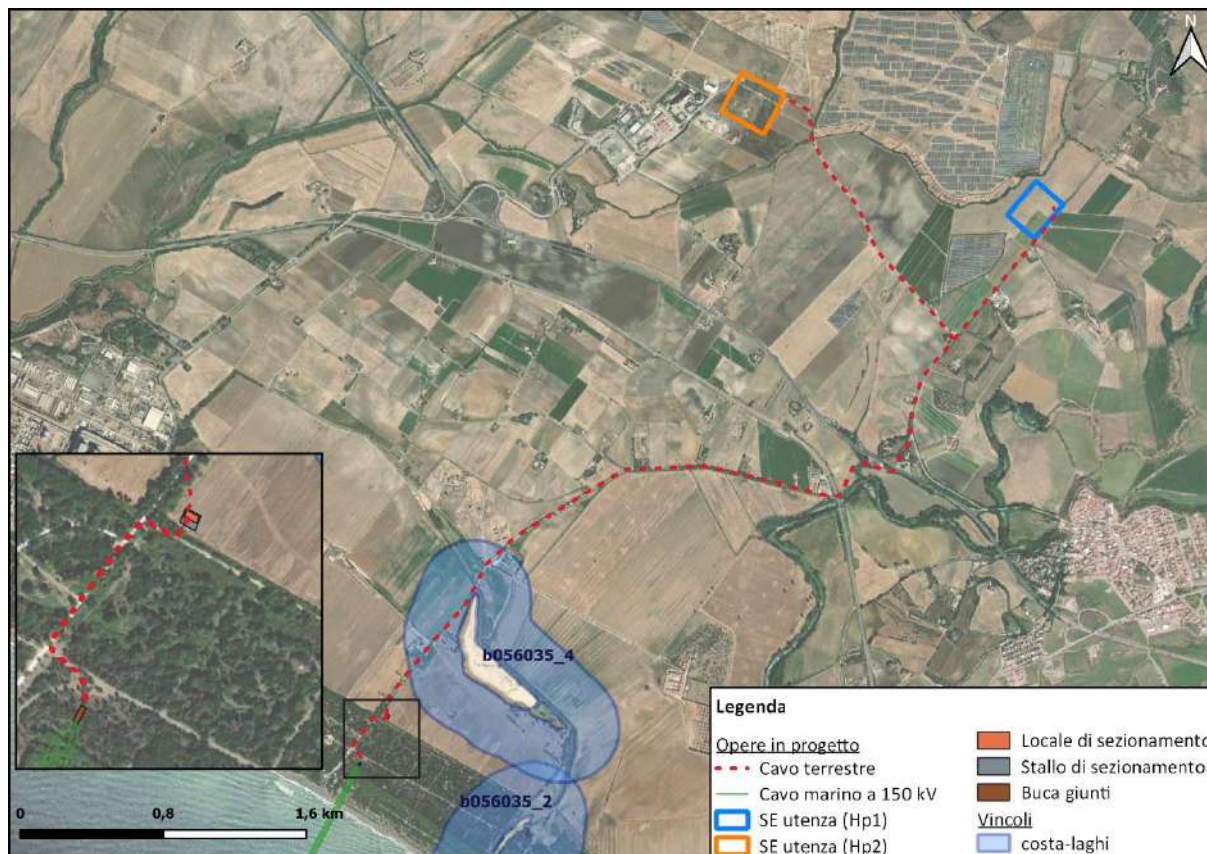 N
b056035_4
b056035_2
0 0,8 1,6 km
Legenda
Opere in progetto
Cavo terrestre
Cavo marino a 150 kV
SE utenza (Hp1)
SE utenza (Hp2)
Locale di sezionamento
Stallo di sezionamento
Buca giunti
Vincoli
costa-laghi